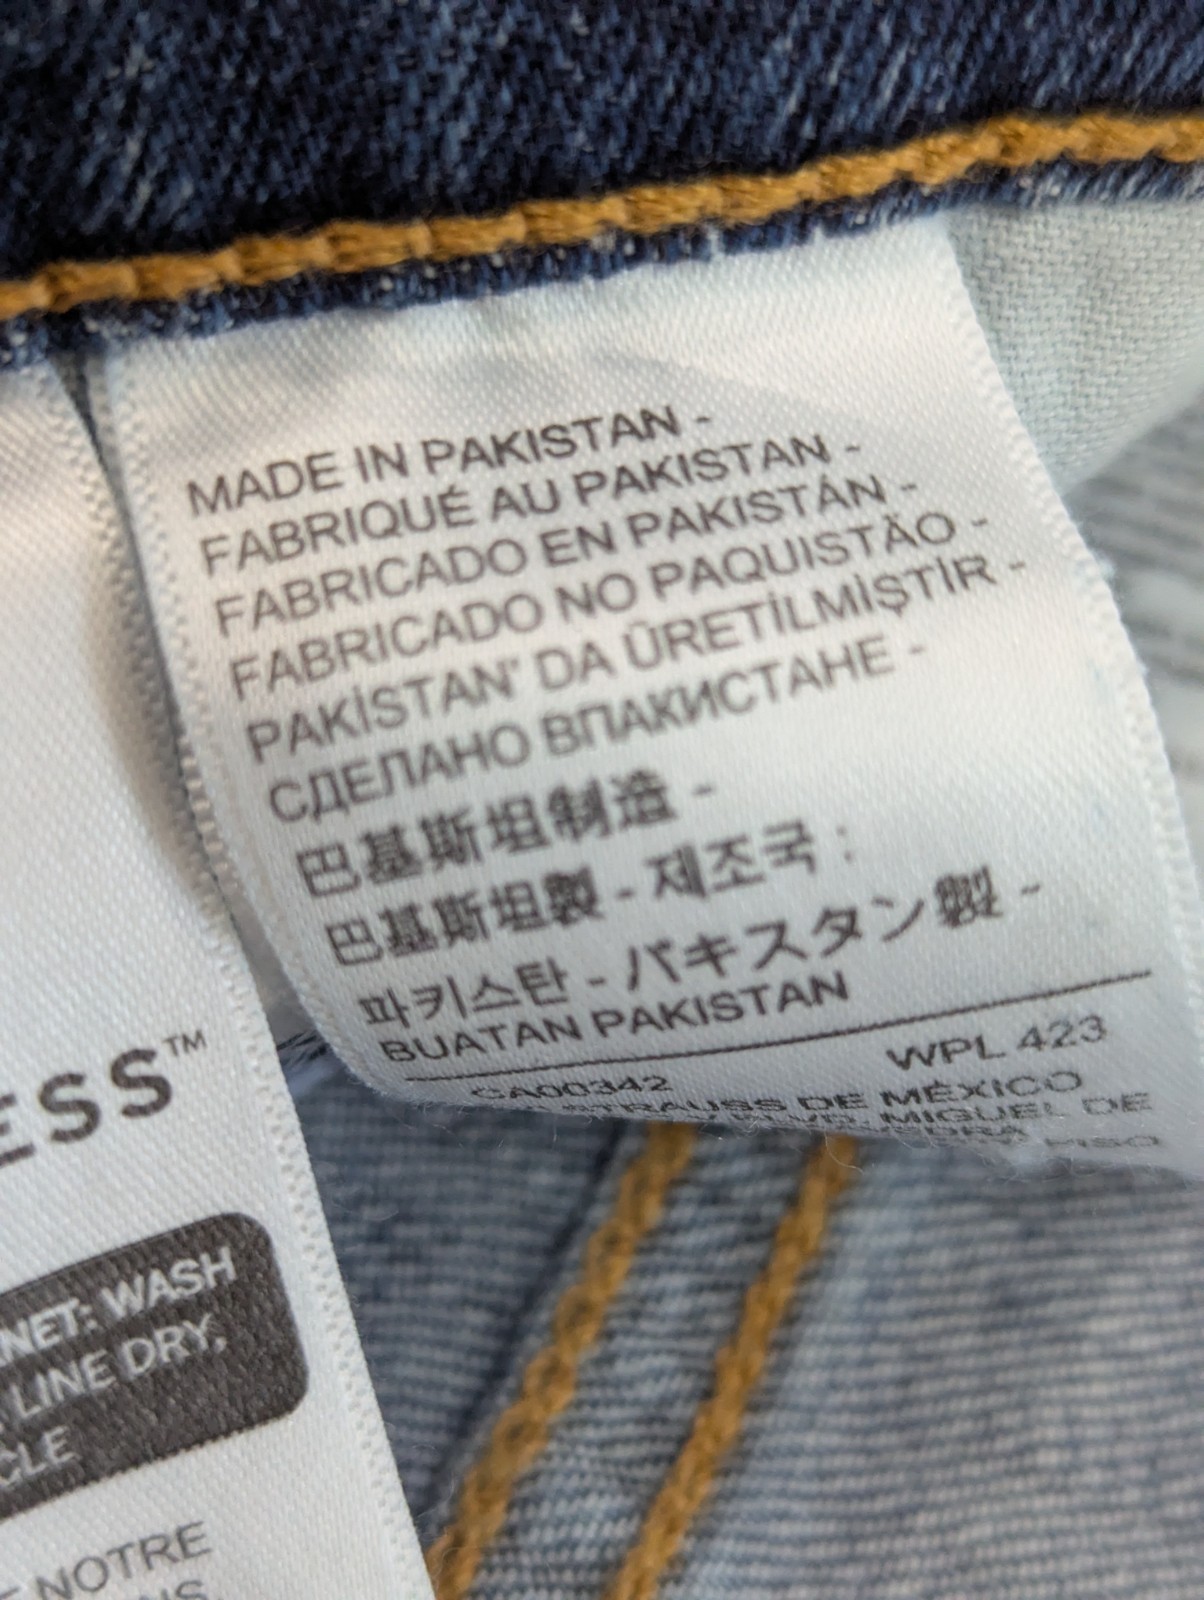 MADE IN PAKISTAN -
FABRIQUÉ AU PAKISTAN -
FABRICADO EN PAKISTÁN -
FABRICADO NO PAQUISTÃO -
PAKİSTAN' DA ÜRETİLMİŞTİR -
СДЕЛАНО ВПАКИСТАНЕ -
巴基斯坦制造 -
巴基斯坦製 - 제조국 :
파키스탄 - パキスタン製 -
BUATAN PAKISTAN
CA00342 WPL 423
STRAUSS DE MÉXICO
MIGUEL DE
PISO
ESS™
NET: WASH
LINE DRY,
CLE
NOTRE